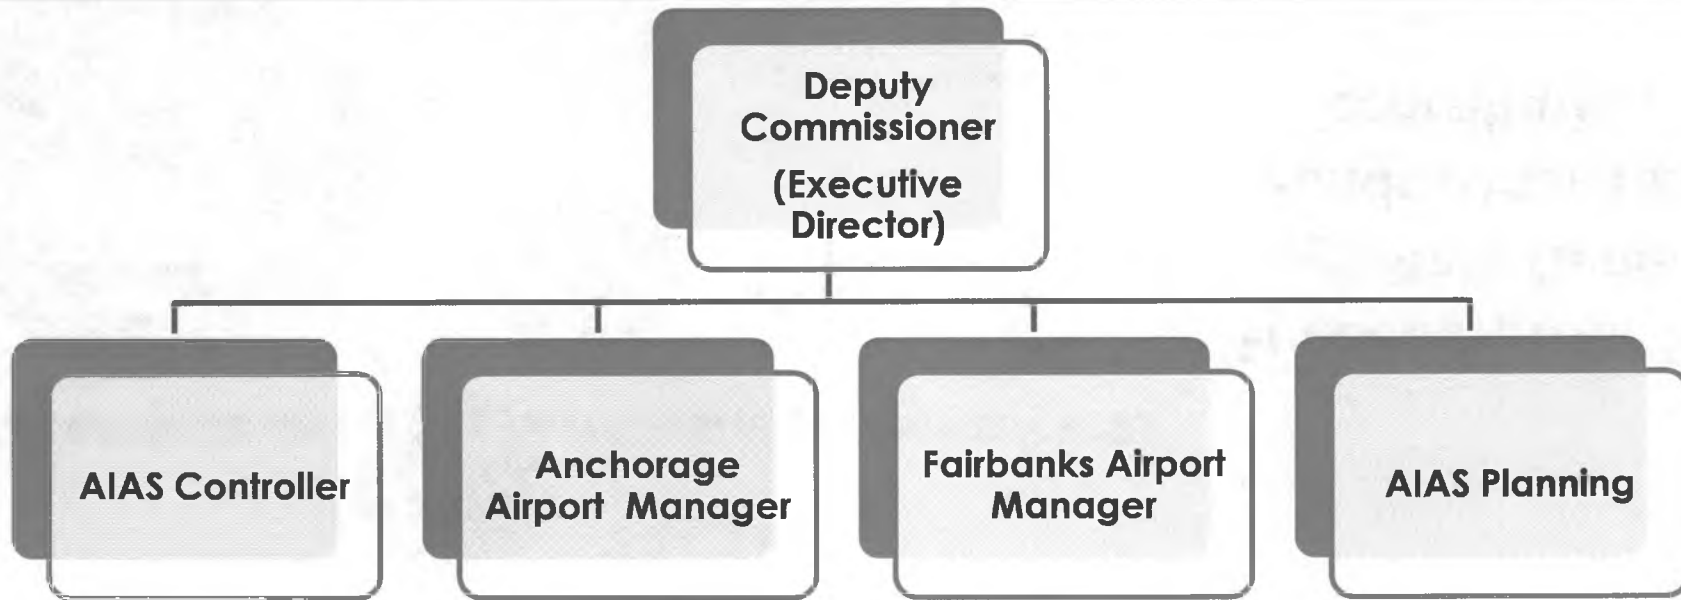 Deputy
Commissioner
(Executive
Director)
AIAS Controller
Anchorage
Airport Manager
Fairbanks Airport
Manager
AIAS Planning